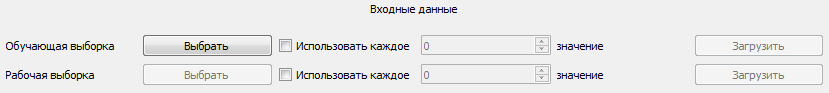 Входные данные
Обучающая выборка Выбрать Использовать каждое 0 значение Загрузить
Рабочая выборка Выбрать Использовать каждое 0 значение Загрузить